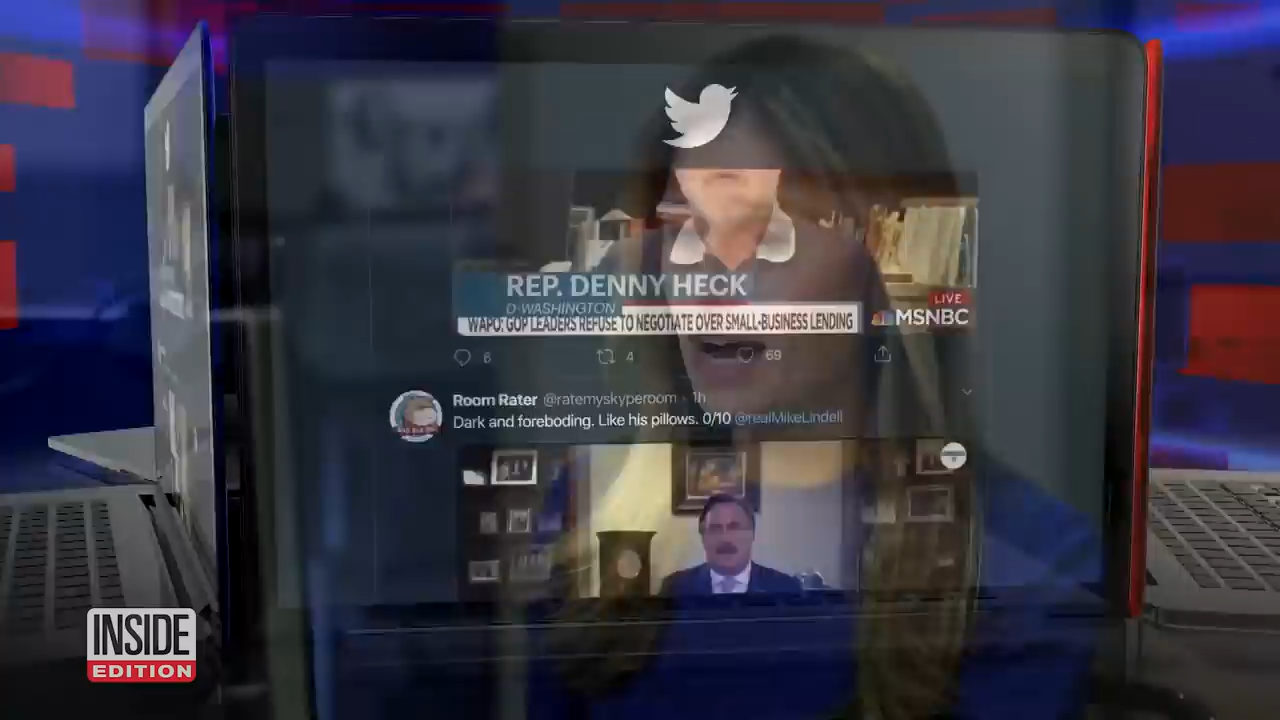 REP. DENNY HECK
D-WASHINGTON
LIVE
WAPO: GOP LEADERS REFUSE TO NEGOTIATE OVER SMALL-BUSINESS LENDING
MSNBC
6
4
69
Room Rater @ratemyskyperoom · 1h
Dark and foreboding. Like his pillows. 0/10 @realMikeLindell
INSIDE
EDITION